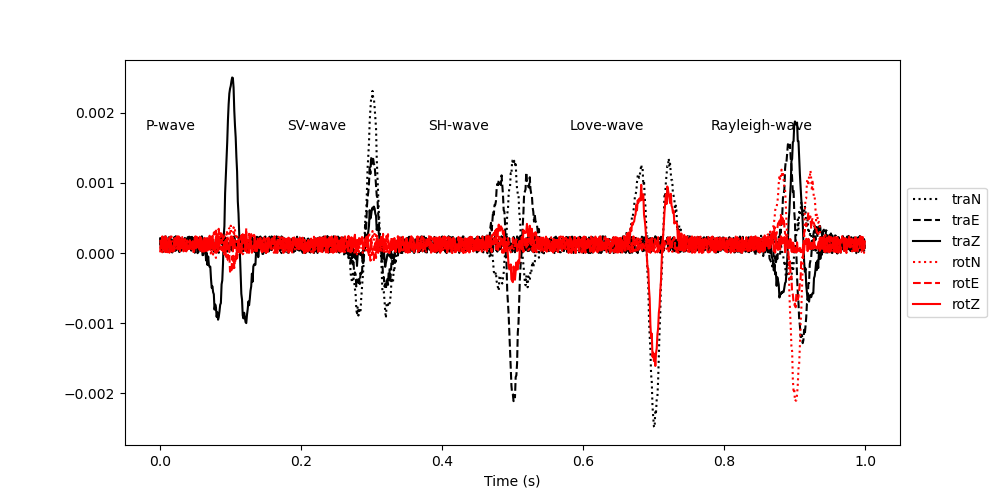 P-wave
SV-wave
SH-wave
Love-wave
Rayleigh-wave
0.002
0.001
0.000
−0.001
−0.002
0.0
0.2
0.4
0.6
0.8
1.0
Time (s)
traN
traE
traZ
rotN
rotE
rotZ